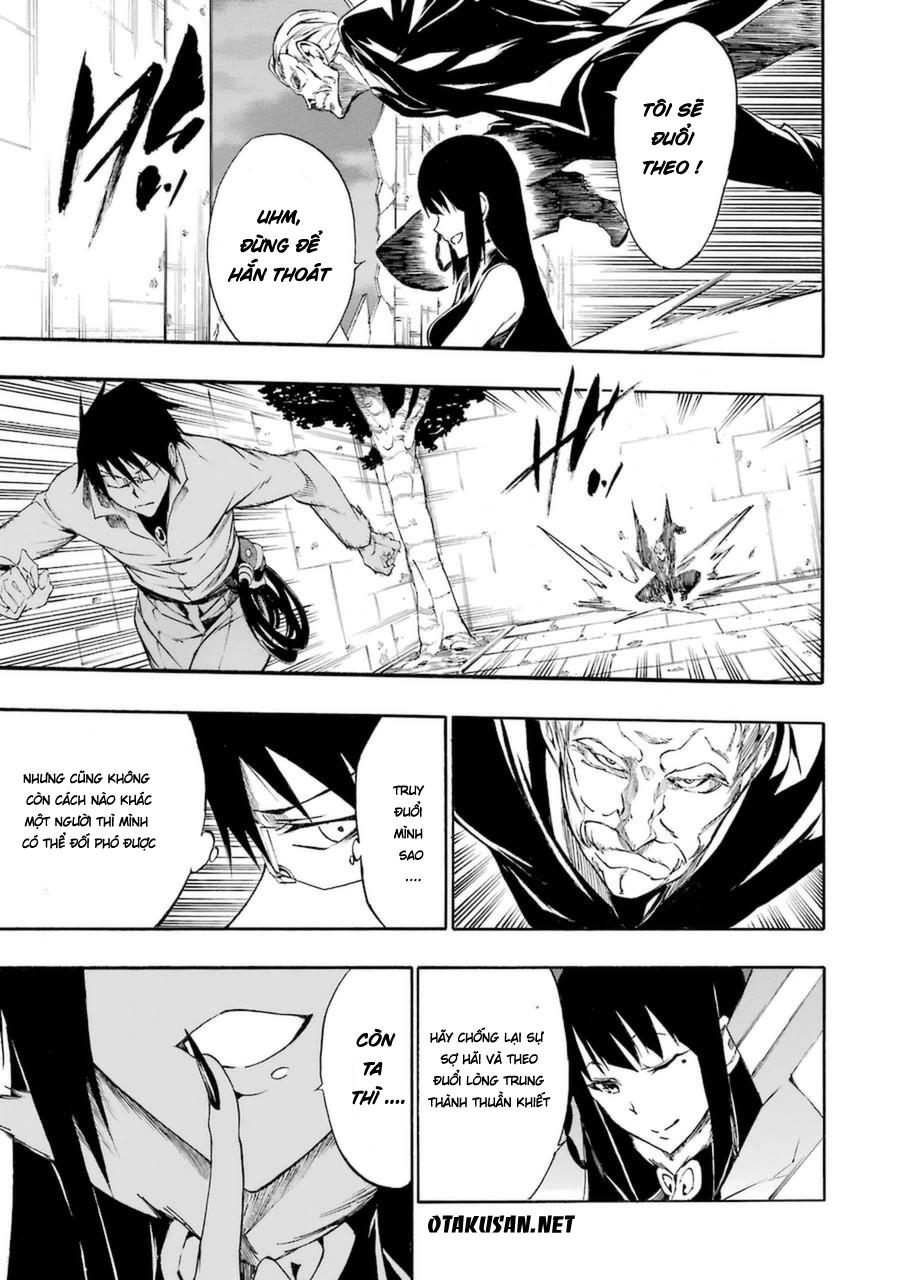 TÔI SẼ
ĐUỔI
THEO !
UHM,
ĐỪNG ĐỂ
HẮN THOÁT
TRUY
ĐUỔI
MÌNH
SAO
....
NHƯNG CŨNG KHÔNG
CÒN CÁCH NÀO KHÁC
MỘT NGƯỜI THÌ MÌNH
CÓ THỂ ĐỐI PHÓ ĐƯỢC
HÃY CHỐNG LẠI SỰ
SỢ HÃI VÀ THEO
ĐUỔI LÒNG TRUNG
THÀNH THUẦN KHIẾT
CÒN
TA
THÌ ....
OTAKUSAN.NET